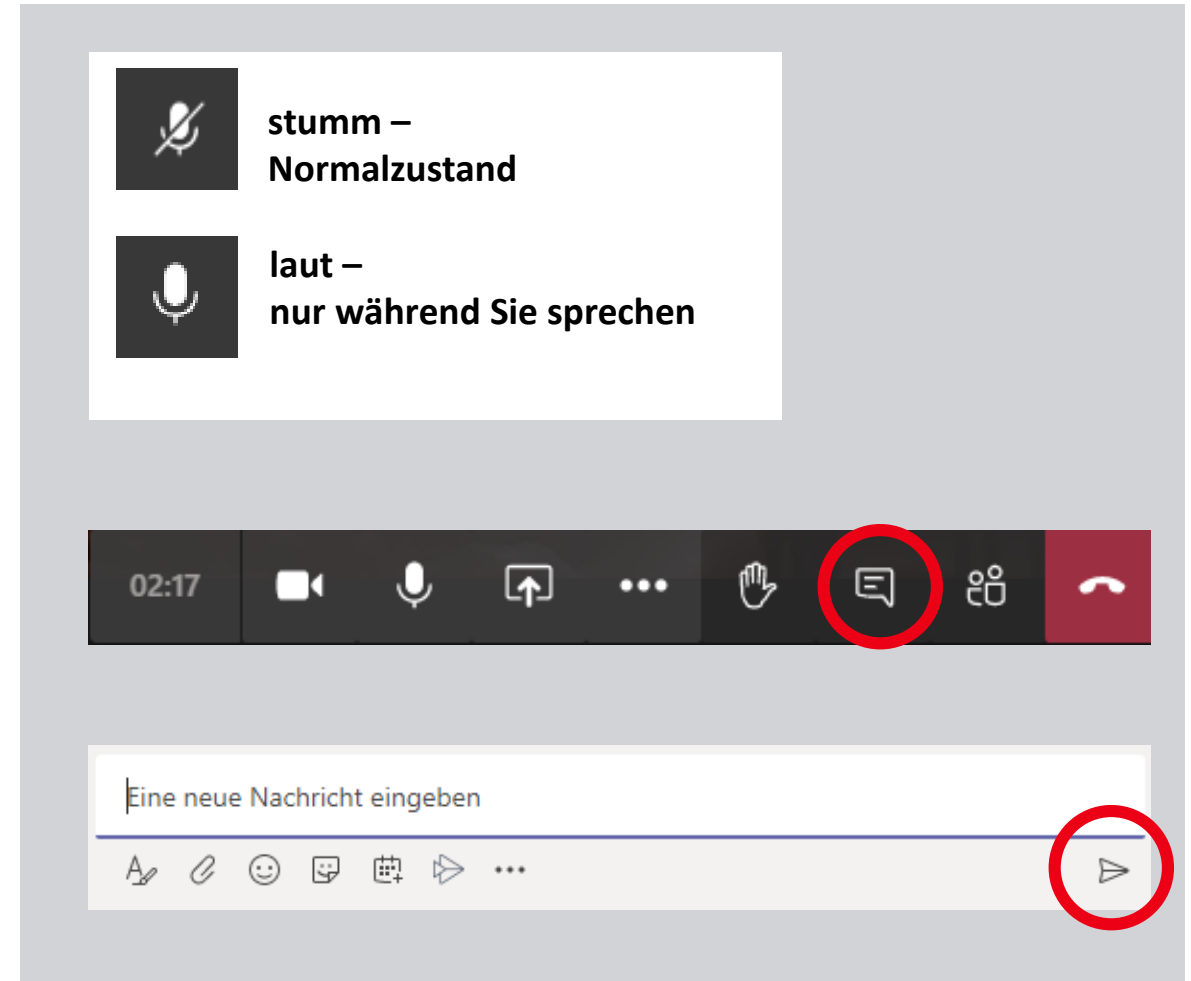 stumm –
Normalzustand
laut –
nur während Sie sprechen
02:17
Eine neue Nachricht eingeben